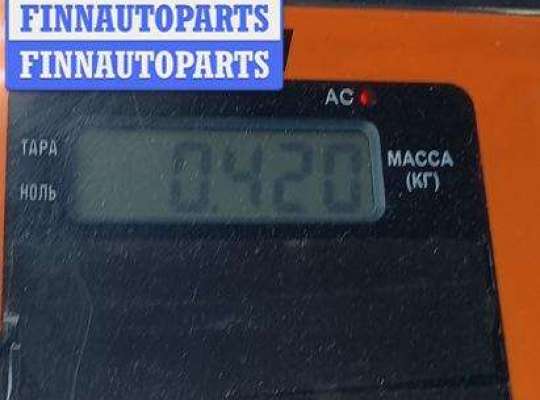 FINNAUTOPARTS
FINNAUTOPARTS
AC
ТАРА
НОЛЬ
0.420
МАССА
(КГ)